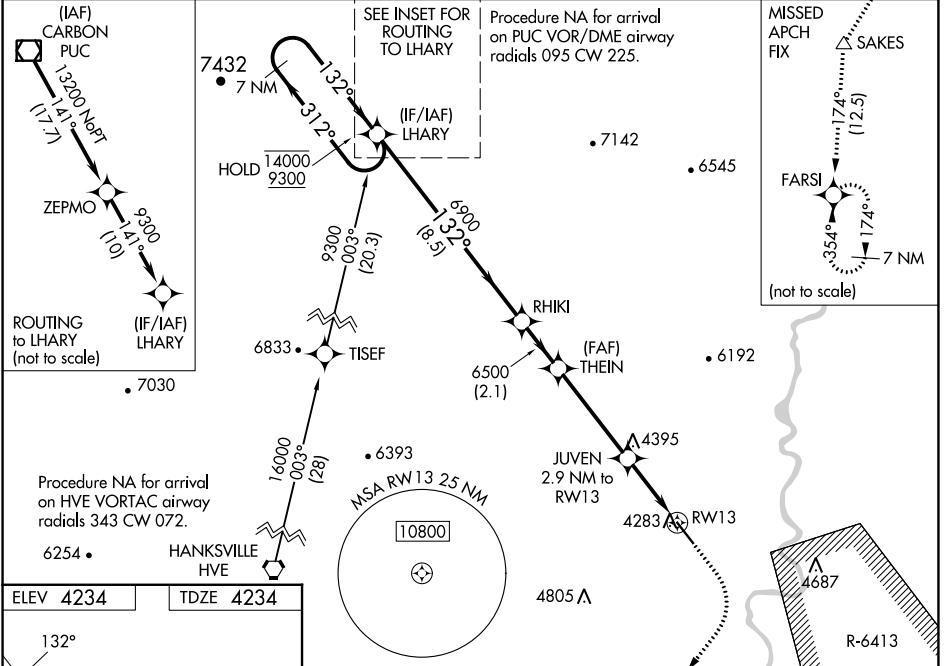 (IAF)
CARBON
PUC
13200 NoPT
141°
(17.7)
ZEPMO
9300
141°
(10)
ROUTING
to LHARY
(not to scale)
(IF/IAF)
LHARY
7432
7 NM
132°
312°
HOLD
14000
9300
SEE INSET FOR
ROUTING
TO LHARY
(IF/IAF)
LHARY
Procedure NA for arrival
on PUC VOR/DME airway
radials 095 CW 225.
7142
6545
MISSED
APCH
FIX
SAKES
174°
(12.5)
FARSI
354°
174°
7 NM
(not to scale)
6900
132°
(8.5)
9300
003°
(20.3)
RHIKI
6833
TISEF
6500
(2.1)
(FAF)
THEIN
6192
7030
16000
003°
(28)
6393
4395
JUVEN
2.9 NM to
RW13
Procedure NA for arrival
on HVE VORTAC airway
radials 343 CW 072.
MSA RW13 25 NM
10800
4283
RW13
6254
HANKSVILLE
HVE
4805
4687
R-6413
ELEV 4234
TDZE 4234
132°